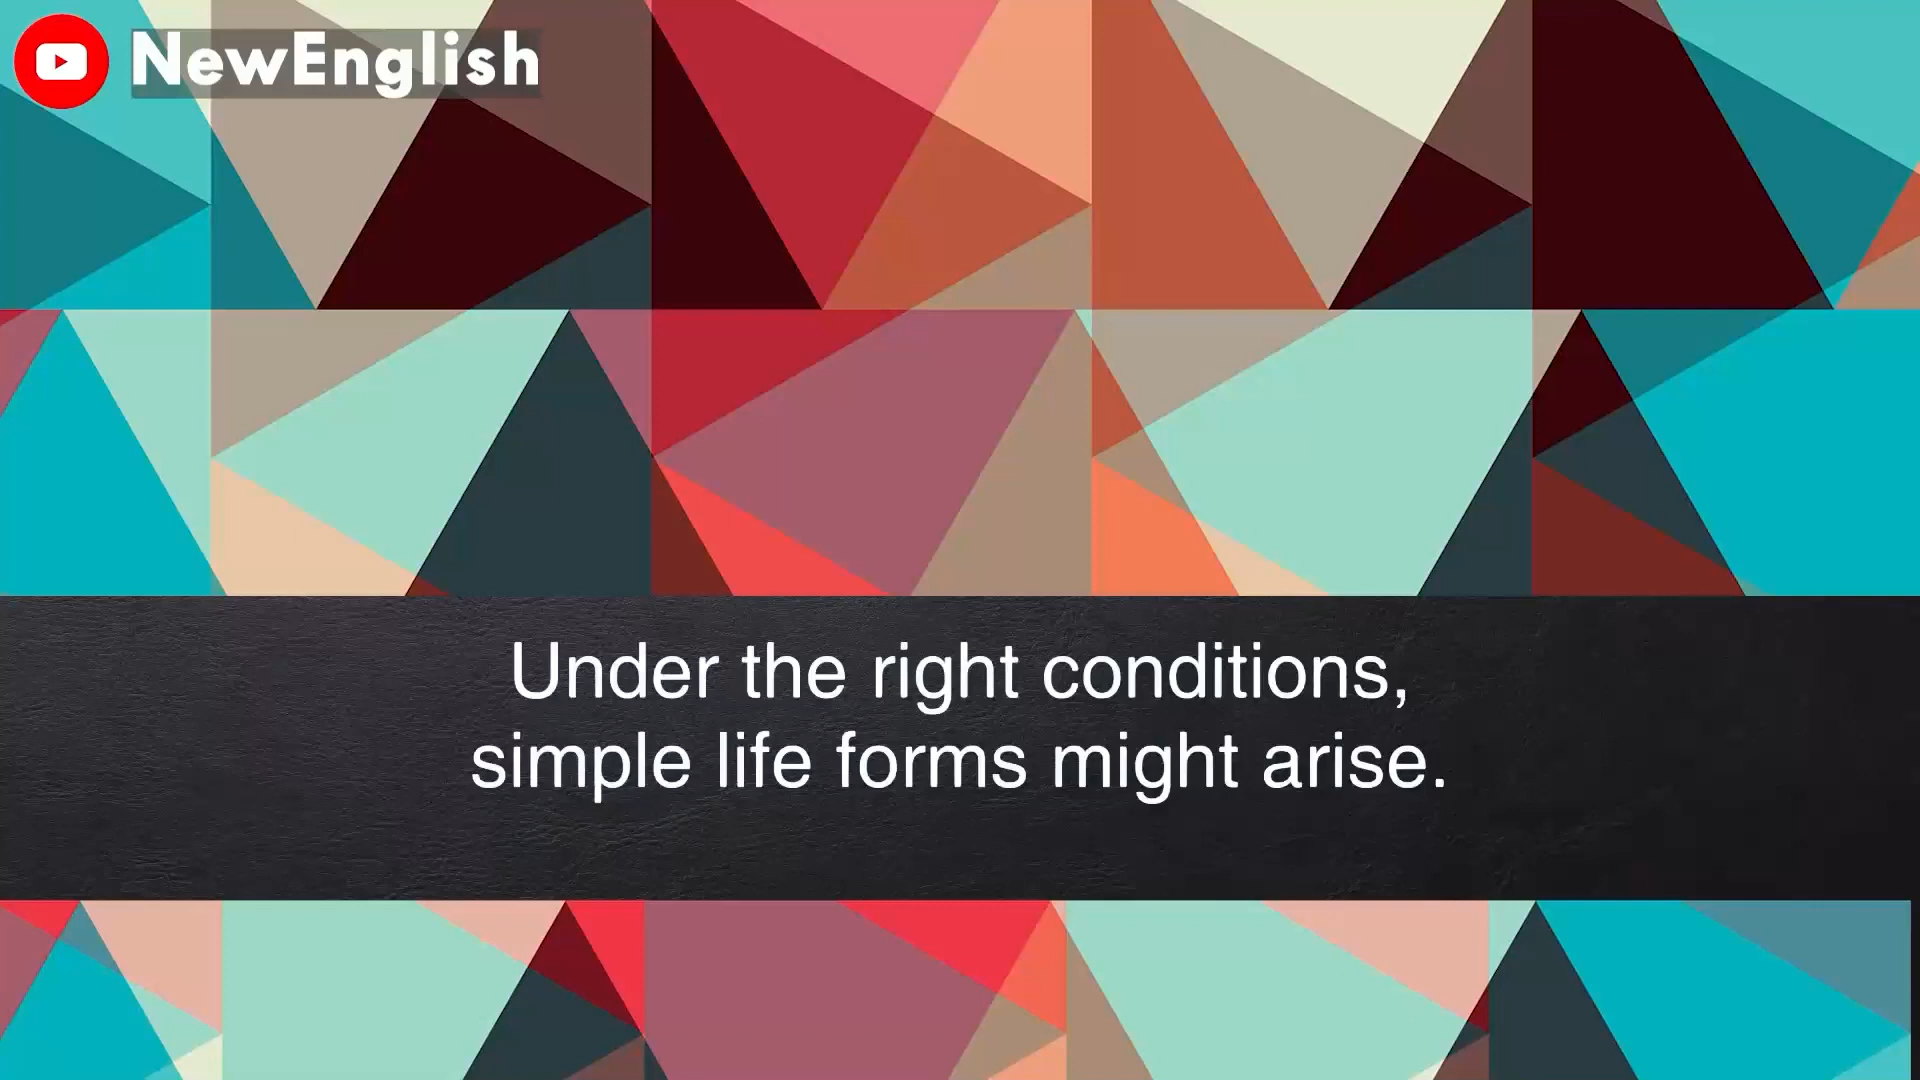 NewEnglish
Under the right conditions,
simple life forms might arise.